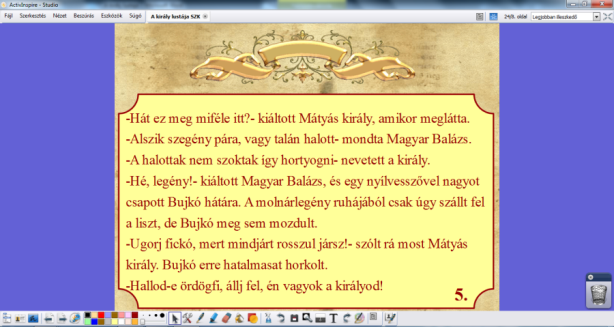 ActivInspire - Studio
Fájl Szerkesztés Nézet Beszúrás Eszközök Súgó A király lustája SZK 24/8. oldal Legjobban illeszkedő
-Hát ez meg miféle itt?- kiáltott Mátyás király, amikor meglátta.
-Alszik szegény pára, vagy talán halott- mondta Magyar Balázs.
-A halottak nem szoktak így hortyogni- nevetett a király.
-Hé, legény!- kiáltott Magyar Balázs, és egy nyílvesszővel nagyot
csapott Bujkó hátára. A molnárlegény ruhájából csak úgy szállt fel
a liszt, de Bujkó meg sem mozdult.
-Ugorj fickó, mert mindjárt rosszul jársz!- szólt rá most Mátyás
király. Bujkó erre hatalmasat horkolt.
-Hallod-e ördögfi, állj fel, én vagyok a királyod!
5.